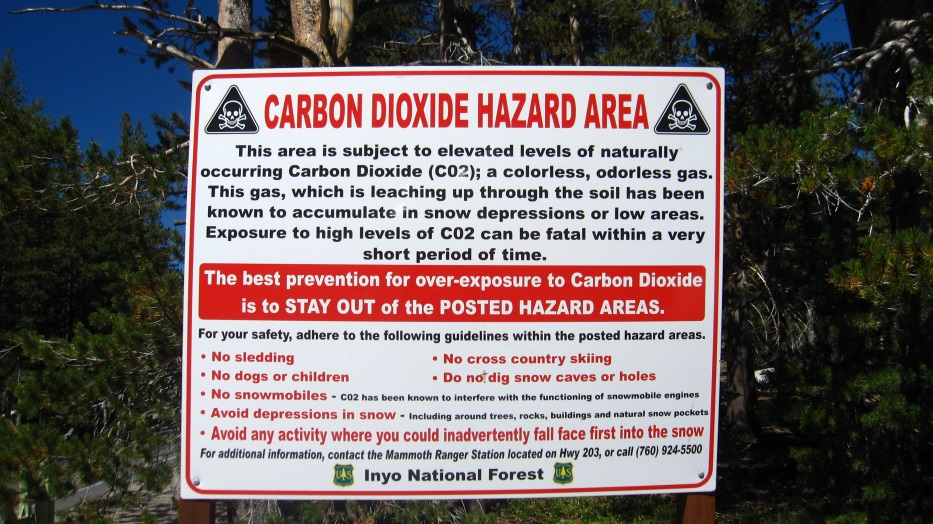 CARBON DIOXIDE HAZARD AREA
This area is subject to elevated levels of naturally
occurring Carbon Dioxide (C02); a colorless, odorless gas.
This gas, which is leaching up through the soil has been
known to accumulate in snow depressions or low areas.
Exposure to high levels of C02 can be fatal within a very
short period of time.
The best prevention for over-exposure to Carbon Dioxide
is to STAY OUT of the POSTED HAZARD AREAS.
For your safety, adhere to the following guidelines within the posted hazard areas.
• No sledding
• No cross country skiing
• No dogs or children
• Do not dig snow caves or holes
• No snowmobiles - C02 has been known to interfere with the functioning of snowmobile engines
• Avoid depressions in snow - Including around trees, rocks, buildings and natural snow pockets
• Avoid any activity where you could inadvertently fall face first into the snow
For additional information, contact the Mammoth Ranger Station located on Hwy 203, or call (760) 924-5500
UAS Inyo National Forest UAS